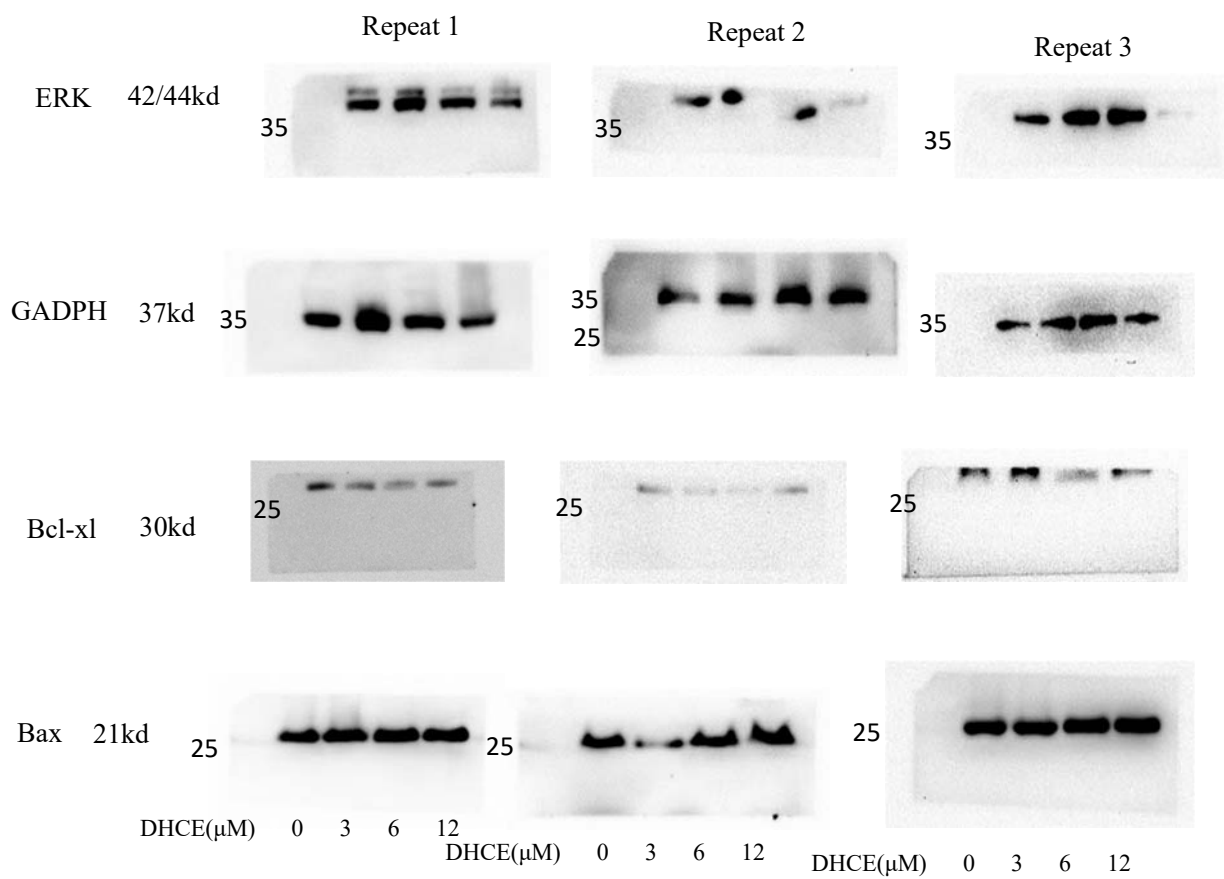 Repeat 1 Repeat 2 Repeat 3
ERK 42/44kd 35 35 35
GADPH 37kd 35 35 25 35
Bcl-xl 30kd 25 25 25
Bax 21kd 25 25 25
DHCE(μM) 0 3 6 12 DHCE(μM) 0 3 6 12 DHCE(μM) 0 3 6 12